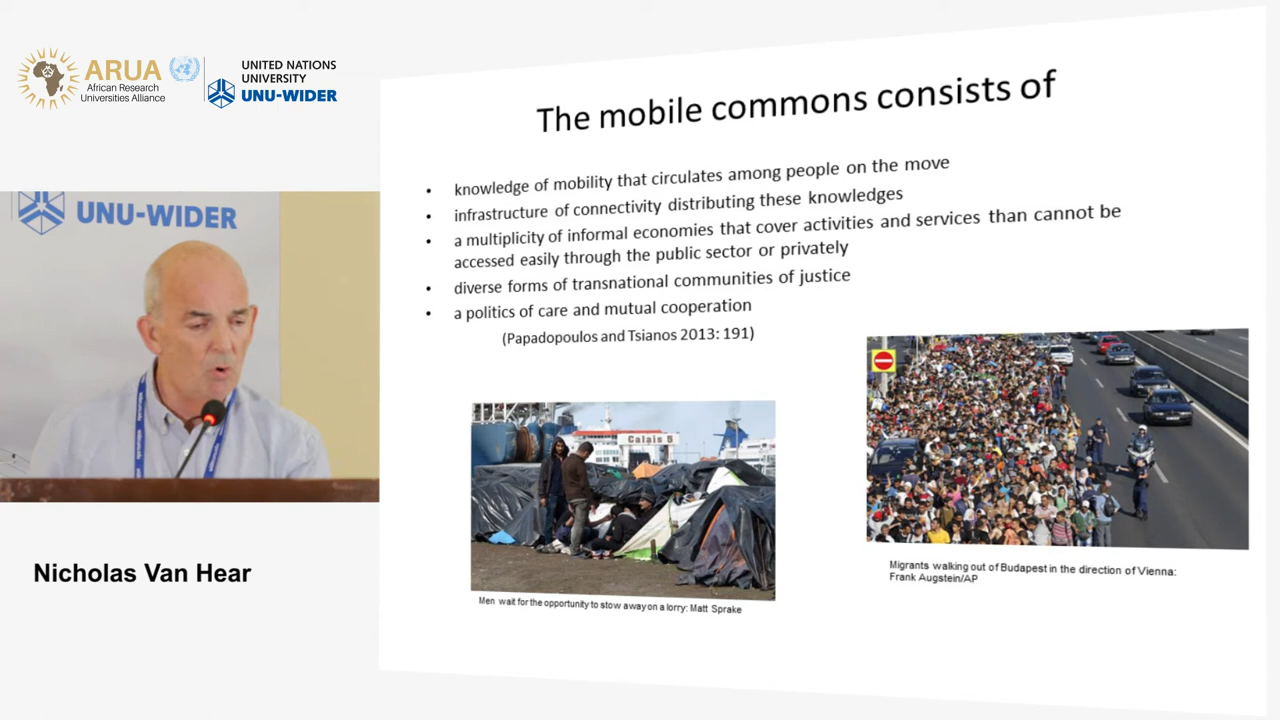 ARUA
African Research
Universities Alliance
UNITED NATIONS
UNIVERSITY
UNU-WIDER
The mobile commons consists of
• knowledge of mobility that circulates among people on the move
• infrastructure of connectivity distributing these knowledges
• a multiplicity of informal economies that cover activities and services than cannot be
accessed easily through the public sector or privately
• diverse forms of transnational communities of justice
• a politics of care and mutual cooperation
(Papadopoulos and Tsianos 2013: 191)
UNU-WIDER
Calais 5
Men wait for the opportunity to stow away on a lorry: Matt Sprake
Migrants walking out of Budapest in the direction of Vienna:
Frank Augstein/AP
Nicholas Van Hear